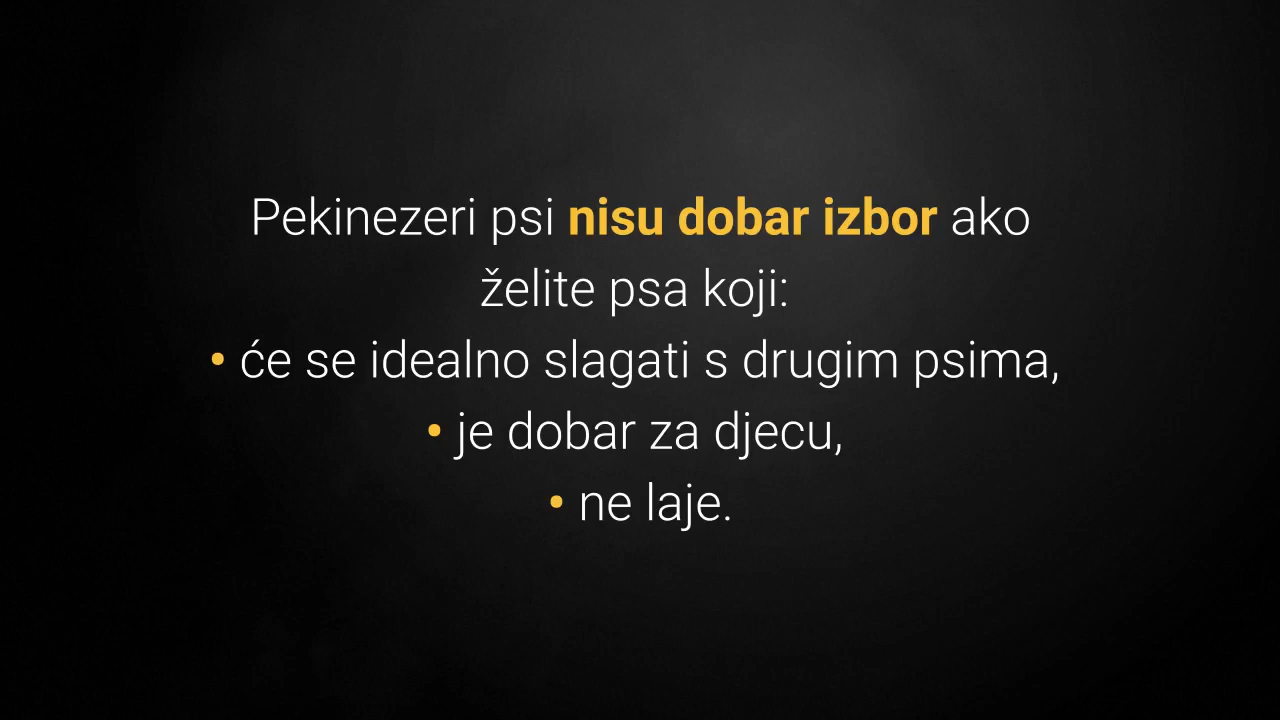 Pekinezeri psi nisu dobar izbor ako
želite psa koji:
• će se idealno slagati s drugim psima,
• je dobar za djecu,
• ne laje.